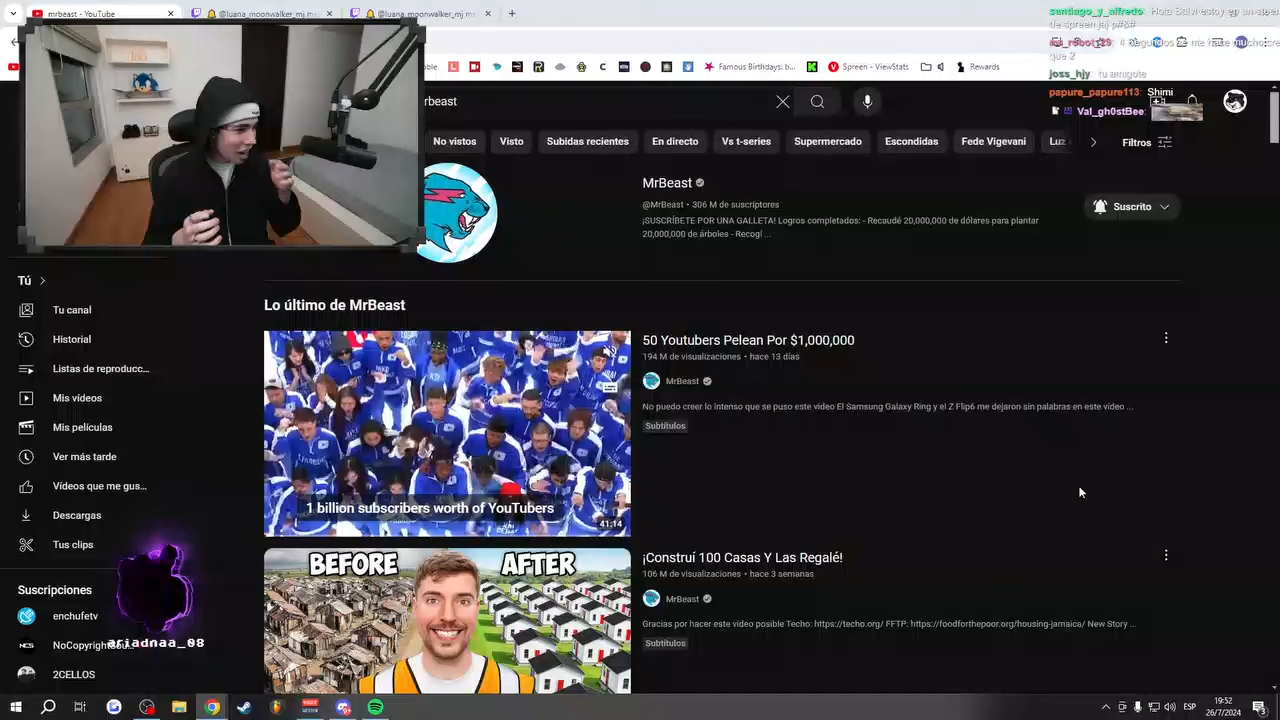 mrbeast - YouTube
@luana_moonwalker_mj m
@luana_moonwalker_mj m
santiago_y_alfredo
de spreen jaj p#8#
que 2
joss_hjy tu amigote
papure_papure113: Shimi
Val_gh0stBee:
Famous Birthdays: b
Spreen - ViewStats
Rewards
rbeast
No vistos
Visto
Subidas recientes
En directo
Vs t-series
Supermercado
Escondidas
Fede Vigevani
Luz
Filtros
MrBeast
@MrBeast • 306 M de suscriptores
¡SUSCRÍBETE POR UNA GALLETA! Logros completados: - Recaudé 20,000,000 de dólares para plantar
20,000,000 de árboles - Recogí ...
Suscrito
Tú
Tu canal
Historial
Listas de reproducc...
Mis vídeos
Mis películas
Ver más tarde
Vídeos que me gus...
Descargas
Tus clips
Suscripciones
enchufetv
NoCopyrightSou...
2CELLOS
ariadnaa_08
Lo último de MrBeast
1 billion subscribers worth of YouTubers
41:14
50 Youtubers Pelean Por $1,000,000
194 M de visualizaciones • hace 13 días
MrBeast
No puedo creer lo intenso que se puso este video El Samsung Galaxy Ring y el Z Flip6 me dejaron sin palabras en este video ...
Subtítulos
BEFORE
AFTER
¡Construí 100 Casas Y Las Regalé!
106 M de visualizaciones • hace 3 semanas
MrBeast
Gracias por hacer este vídeo posible Techo: https://techo.org/ FFTP: https://foodforthepoor.org/housing-jamaica/ New Story ...
Subtítulos
19:52
26/7/2024